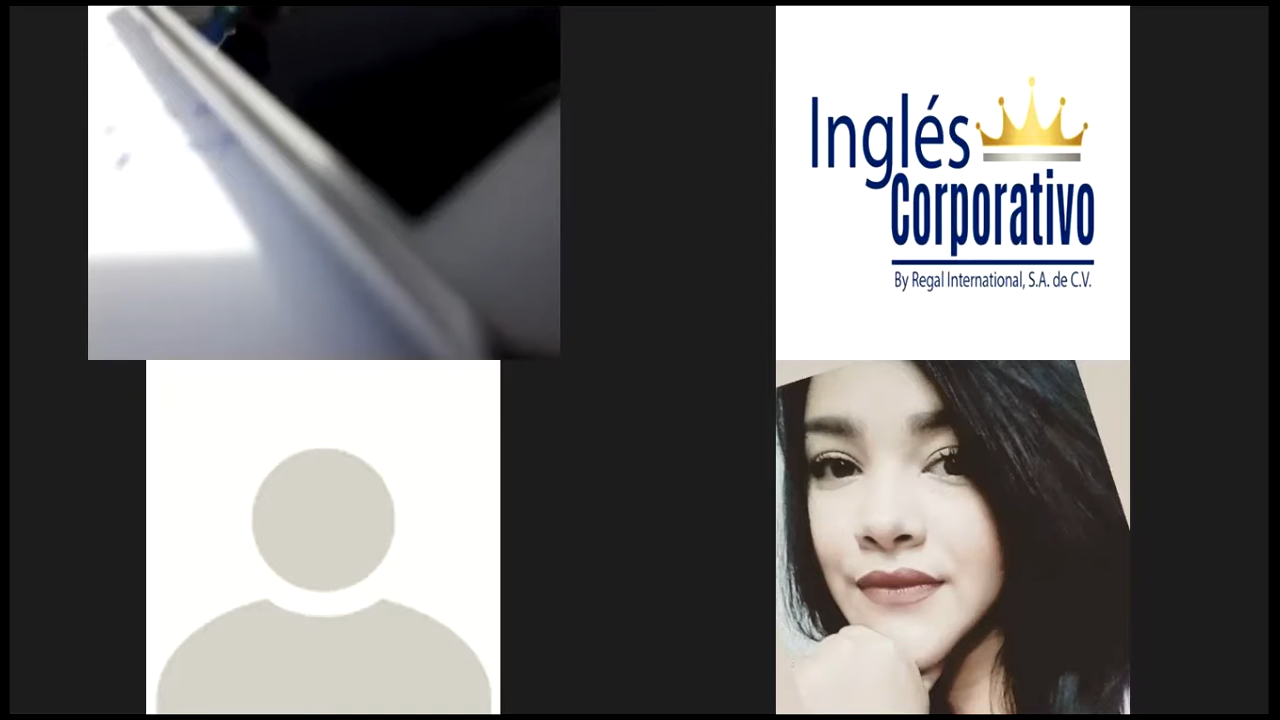 Inglés
Corporativo
By Regal International, S.A. de C.V.